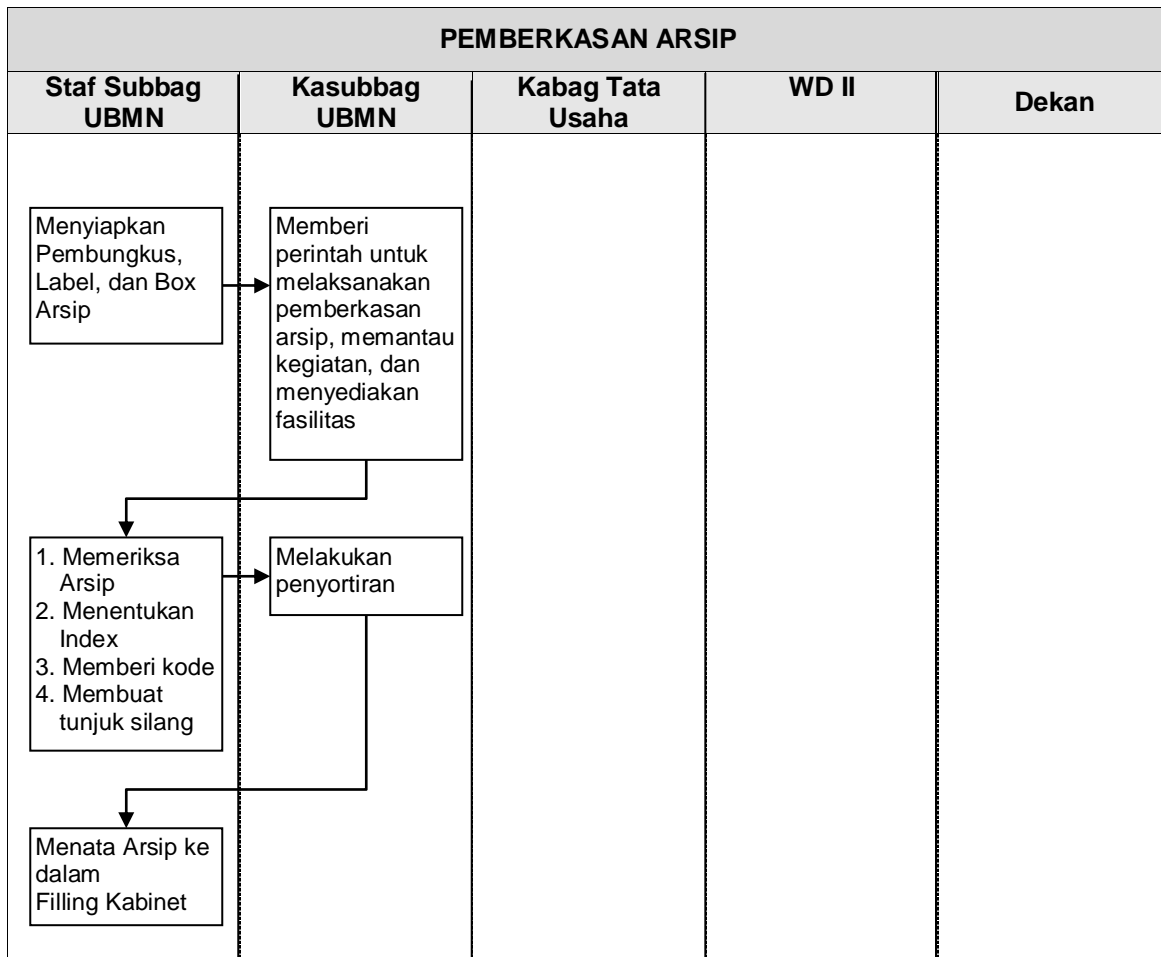 PEMBERKASAN ARSIP
Staf Subbag
UBMN
Kasubbag
UBMN
Kabag Tata
Usaha
WD II
Dekan
Menyiapkan
Pembungkus,
Label, dan Box
Arsip
Memberi
perintah untuk
melaksanakan
pemberkasan
arsip, memantau
kegiatan, dan
menyediakan
fasilitas
1. Memeriksa
Arsip
2. Menentukan
Index
3. Memberi kode
4. Membuat
tunjuk silang
Melakukan
penyortiran
Menata Arsip ke
dalam
Filling Kabinet